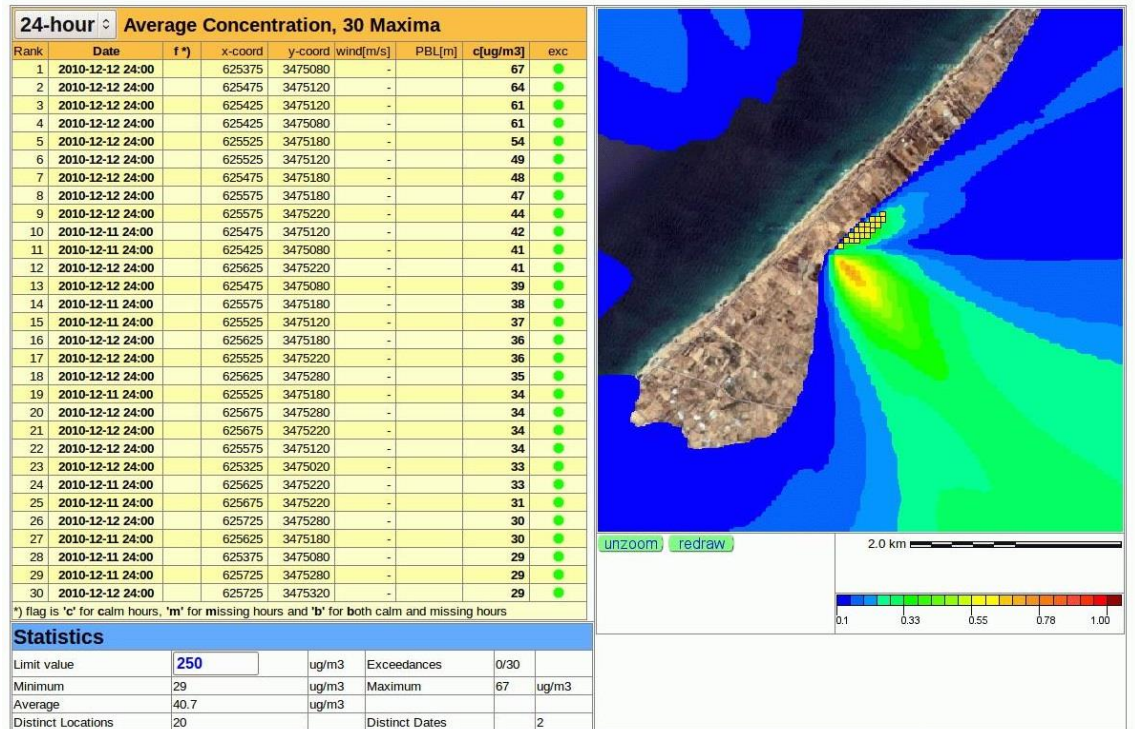 24-hour Average Concentration, 30 Maxima
Rank Date f *) x-coord y-coord wind[m/s] PBL[m] c[ug/m3] exc
1 2010-12-12 24:00 625375 3475080 - 67
2 2010-12-12 24:00 625475 3475120 - 64
3 2010-12-12 24:00 625425 3475120 - 61
4 2010-12-12 24:00 625425 3475080 - 61
5 2010-12-12 24:00 625525 3475180 - 54
6 2010-12-12 24:00 625525 3475120 - 49
7 2010-12-12 24:00 625475 3475180 - 48
8 2010-12-12 24:00 625575 3475180 - 47
9 2010-12-12 24:00 625575 3475220 - 44
10 2010-12-11 24:00 625475 3475120 - 42
11 2010-12-11 24:00 625425 3475080 - 41
12 2010-12-12 24:00 625625 3475220 - 41
13 2010-12-12 24:00 625475 3475080 - 39
14 2010-12-11 24:00 625575 3475180 - 38
15 2010-12-11 24:00 625525 3475120 - 37
16 2010-12-12 24:00 625625 3475180 - 36
17 2010-12-12 24:00 625525 3475220 - 36
18 2010-12-12 24:00 625625 3475280 - 35
19 2010-12-11 24:00 625525 3475180 - 34
20 2010-12-12 24:00 625675 3475280 - 34
21 2010-12-12 24:00 625675 3475220 - 34
22 2010-12-12 24:00 625575 3475120 - 34
23 2010-12-12 24:00 625325 3475020 - 33
24 2010-12-11 24:00 625625 3475220 - 33
25 2010-12-11 24:00 625675 3475220 - 31
26 2010-12-12 24:00 625725 3475280 - 30
27 2010-12-11 24:00 625625 3475180 - 30
28 2010-12-11 24:00 625375 3475080 - 29
29 2010-12-11 24:00 625725 3475280 - 29
30 2010-12-12 24:00 625725 3475320 - 29
*) flag is 'c' for calm hours, 'm' for missing hours and 'b' for both calm and missing hours
Statistics
Limit value 250 ug/m3 Exceedances 0/30
Minimum 29 ug/m3 Maximum 67 ug/m3
Average 40.7 ug/m3
Distinct Locations 20 Distinct Dates 2
unzoom redraw 2.0 km
0.1 0.33 0.55 0.78 1.00